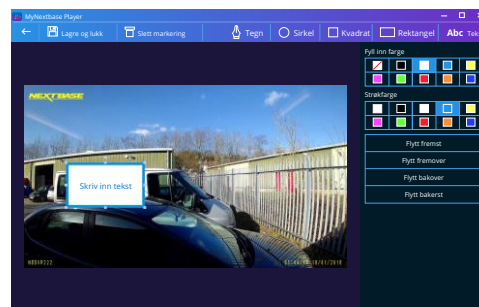 MyNextbase Player
Lagre og lukk
Slett markering
Tegn
Sirkel
Kvadrat
Rektangel
Abc Tek
Fyll inn farge
Strøkfarge
Flytt fremst
Flytt fremover
Flytt bakover
Flytt bakerst
NEXTBASE
Skriv inn tekst